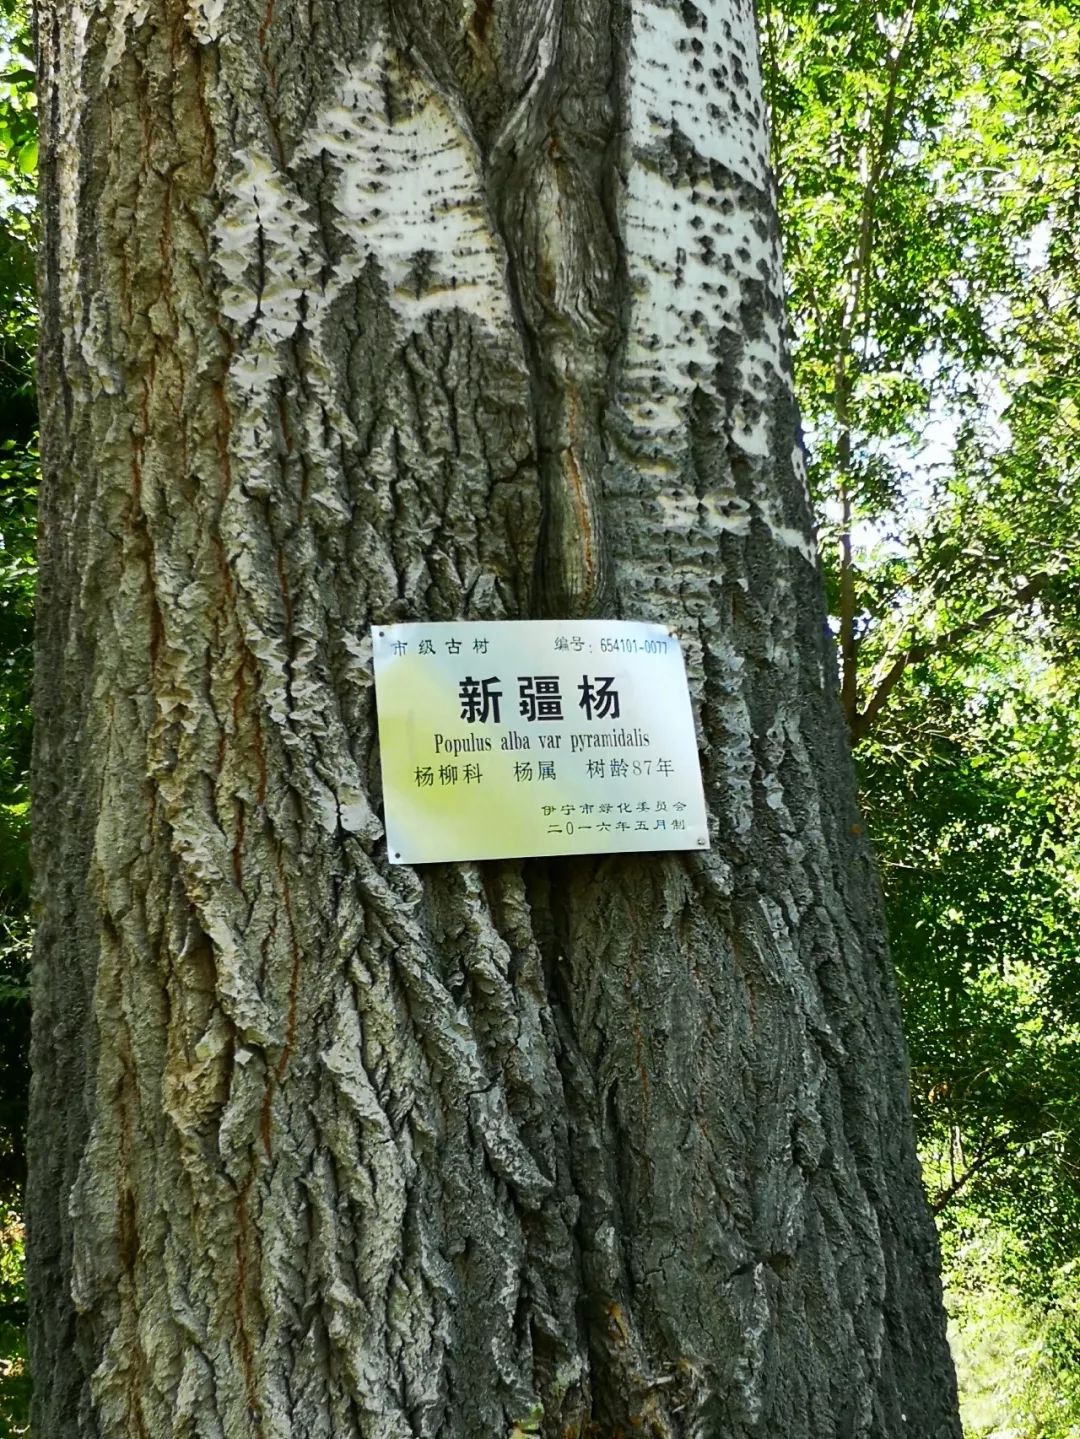 市级古树 编号：654101-0077
新疆杨
Populus alba var pyramidalis
杨柳科 杨属 树龄87年
伊宁市绿化委员会
二0一六年五月制